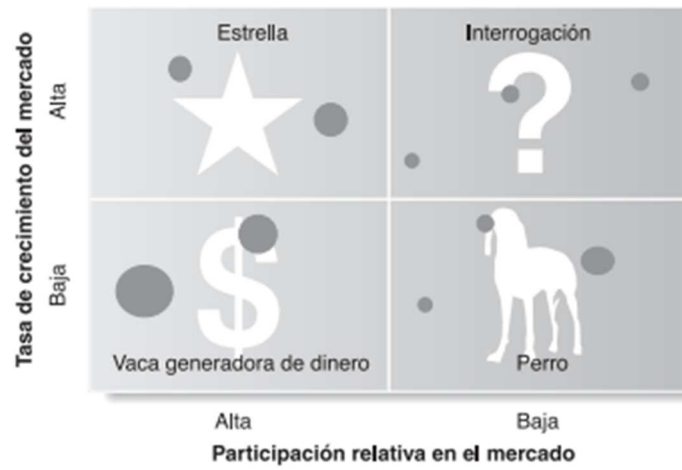 Estrella
Interrogación
Tasa de crecimiento del mercado
Alta
Baja
Vaca generadora de dinero
Perro
Alta
Baja
Participación relativa en el mercado